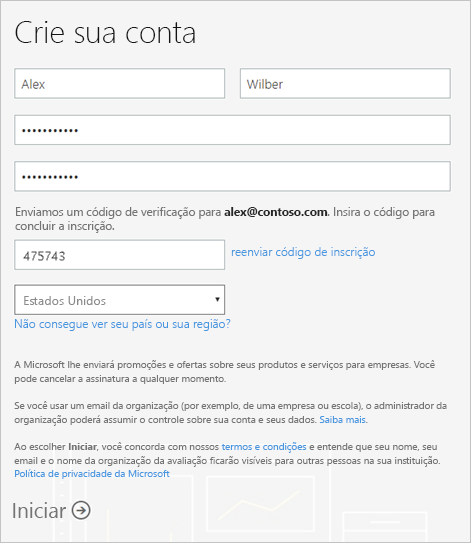 Crie sua conta
Alex Wilber
•••••••••••
•••••••••••
Enviamos um código de verificação para alex@contoso.com. Insira o código para
concluir a inscrição.
475743 reenviar código de inscrição
Estados Unidos
Não consegue ver seu país ou sua região?
A Microsoft lhe enviará promoções e ofertas sobre seus produtos e serviços para empresas. Você
pode cancelar a assinatura a qualquer momento.
Se você usar um email da organização (por exemplo, de uma empresa ou escola), o administrador da
organização poderá assumir o controle sobre sua conta e seus dados. Saiba mais.
Ao escolher Iniciar, você concorda com nossos termos e condições e entende que seu nome, seu
email e o nome da organização da avaliação ficarão visíveis para outras pessoas na sua instituição.
Política de privacidade da Microsoft
Iniciar